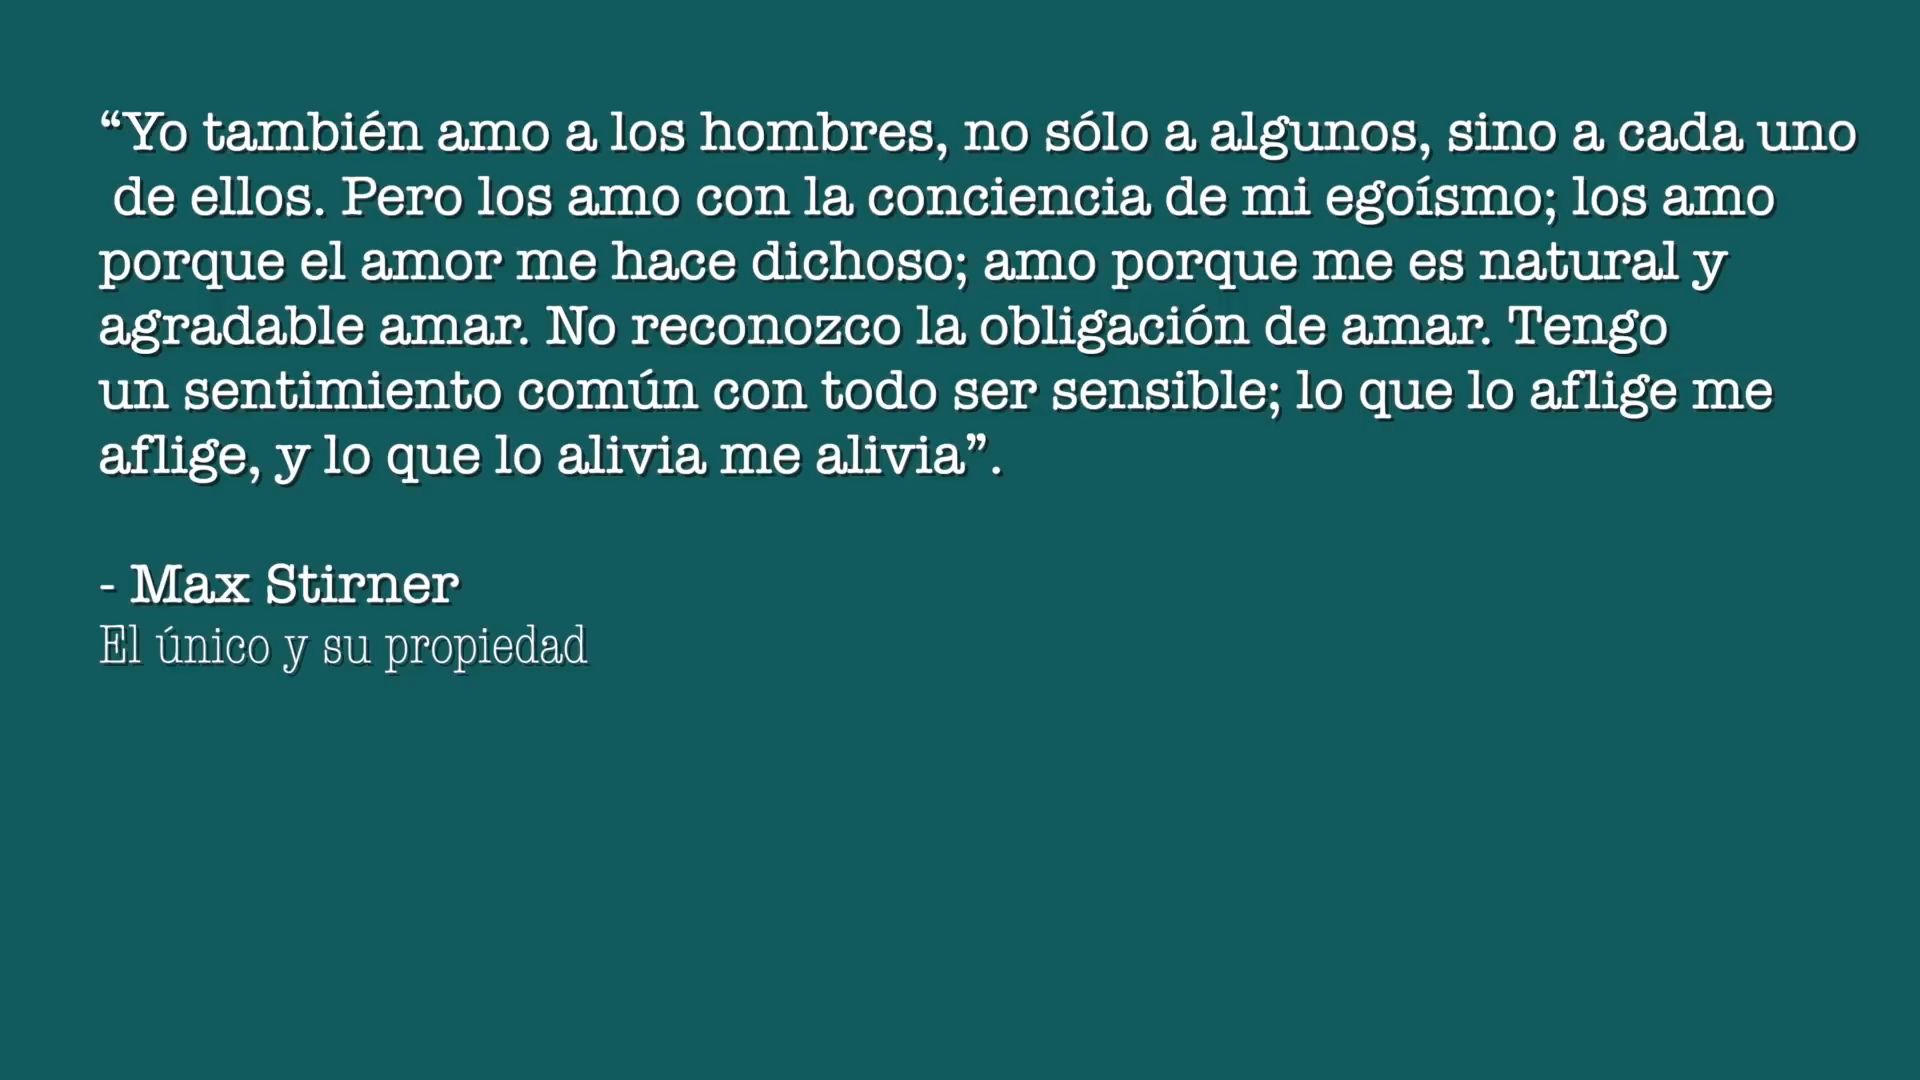 “Yo también amo a los hombres, no sólo a algunos, sino a cada uno
de ellos. Pero los amo con la conciencia de mi egoísmo; los amo
porque el amor me hace dichoso; amo porque me es natural y
agradable amar. No reconozco la obligación de amar. Tengo
un sentimiento común con todo ser sensible; lo que lo aflige me
aflige, y lo que lo alivia me alivia”.
- Max Stirner
El único y su propiedad